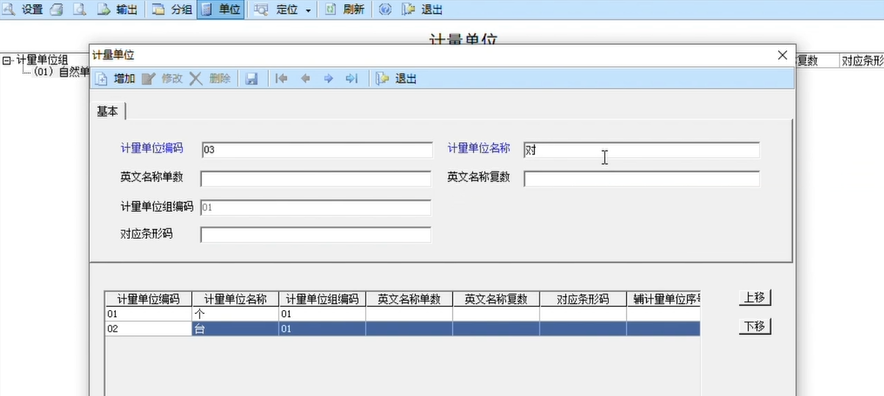 设置 输出 分组 单位 定位 刷新 退出
计量单位
计量单位组
(01) 自然单
复数 对应条形
计量单位
增加 修改 删除 退出
基本
计量单位编码 03 计量单位名称 对
英文名称单数 英文名称复数
计量单位组编码 01
对应条形码
计量单位编码 计量单位名称 计量单位组编码 英文名称单数 英文名称复数 对应条形码 辅计量单位序号
01 个 01
02 台 01
上移
下移